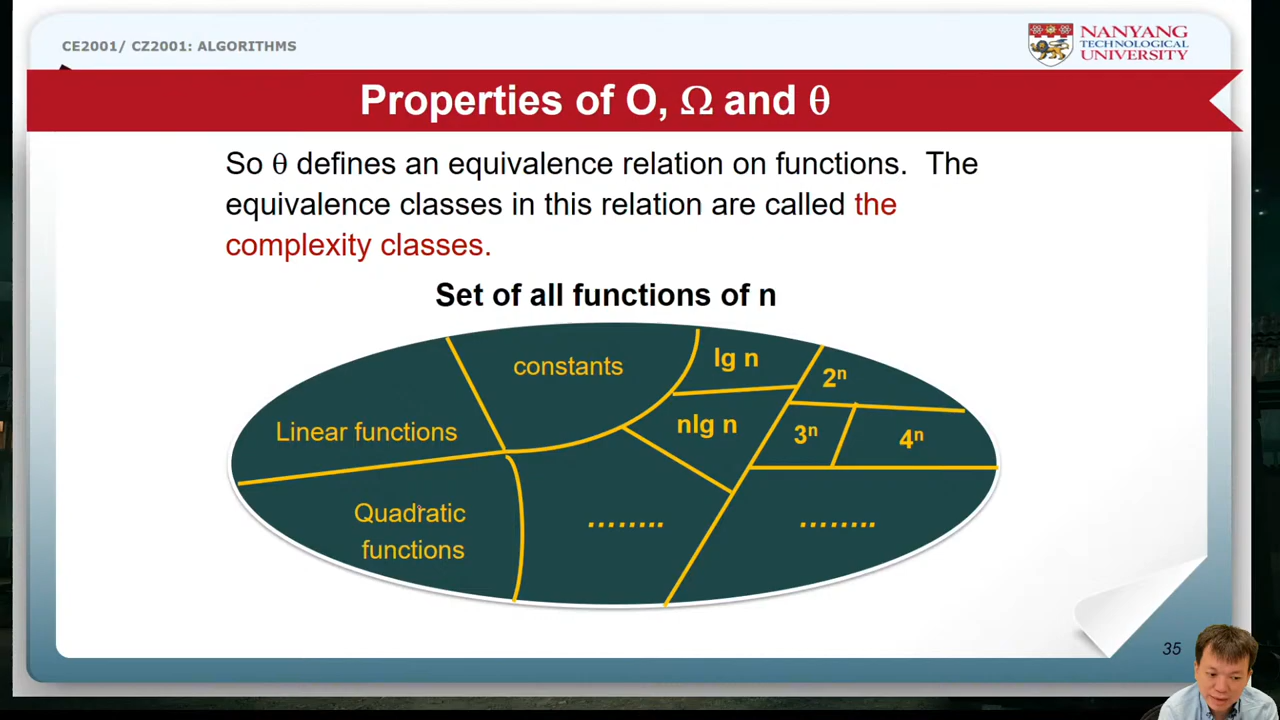 CE2001/ CZ2001: ALGORITHMS
NANYANG
TECHNOLOGICAL
UNIVERSITY
Properties of O, Ω and θ
So θ defines an equivalence relation on functions. The
equivalence classes in this relation are called the
complexity classes.
Set of all functions of n
constants
lg n
2ⁿ
Linear functions
nlg n
3ⁿ
4ⁿ
Quadratic
functions
........
........
35